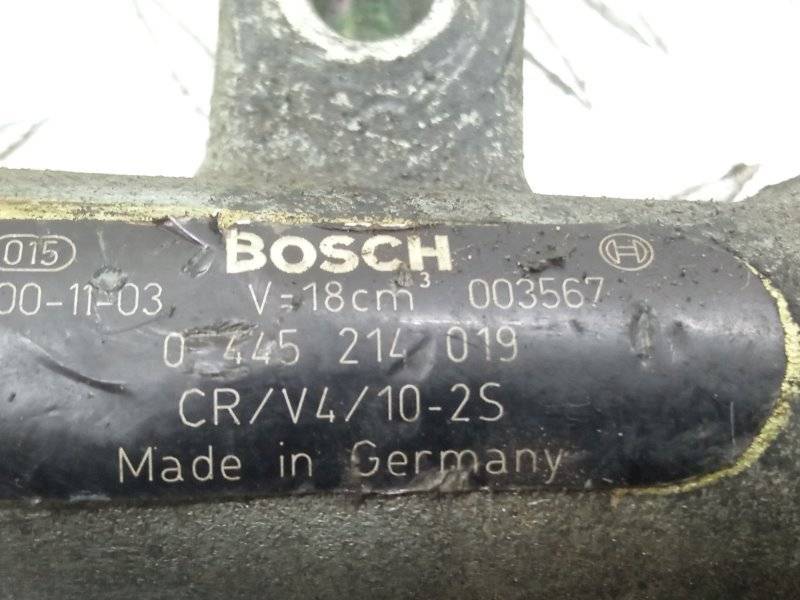 015
BOSCH
00-11-03 V=18cm³ 003567
0 445 214 019
CR/V4/10-2S
Made in Germany